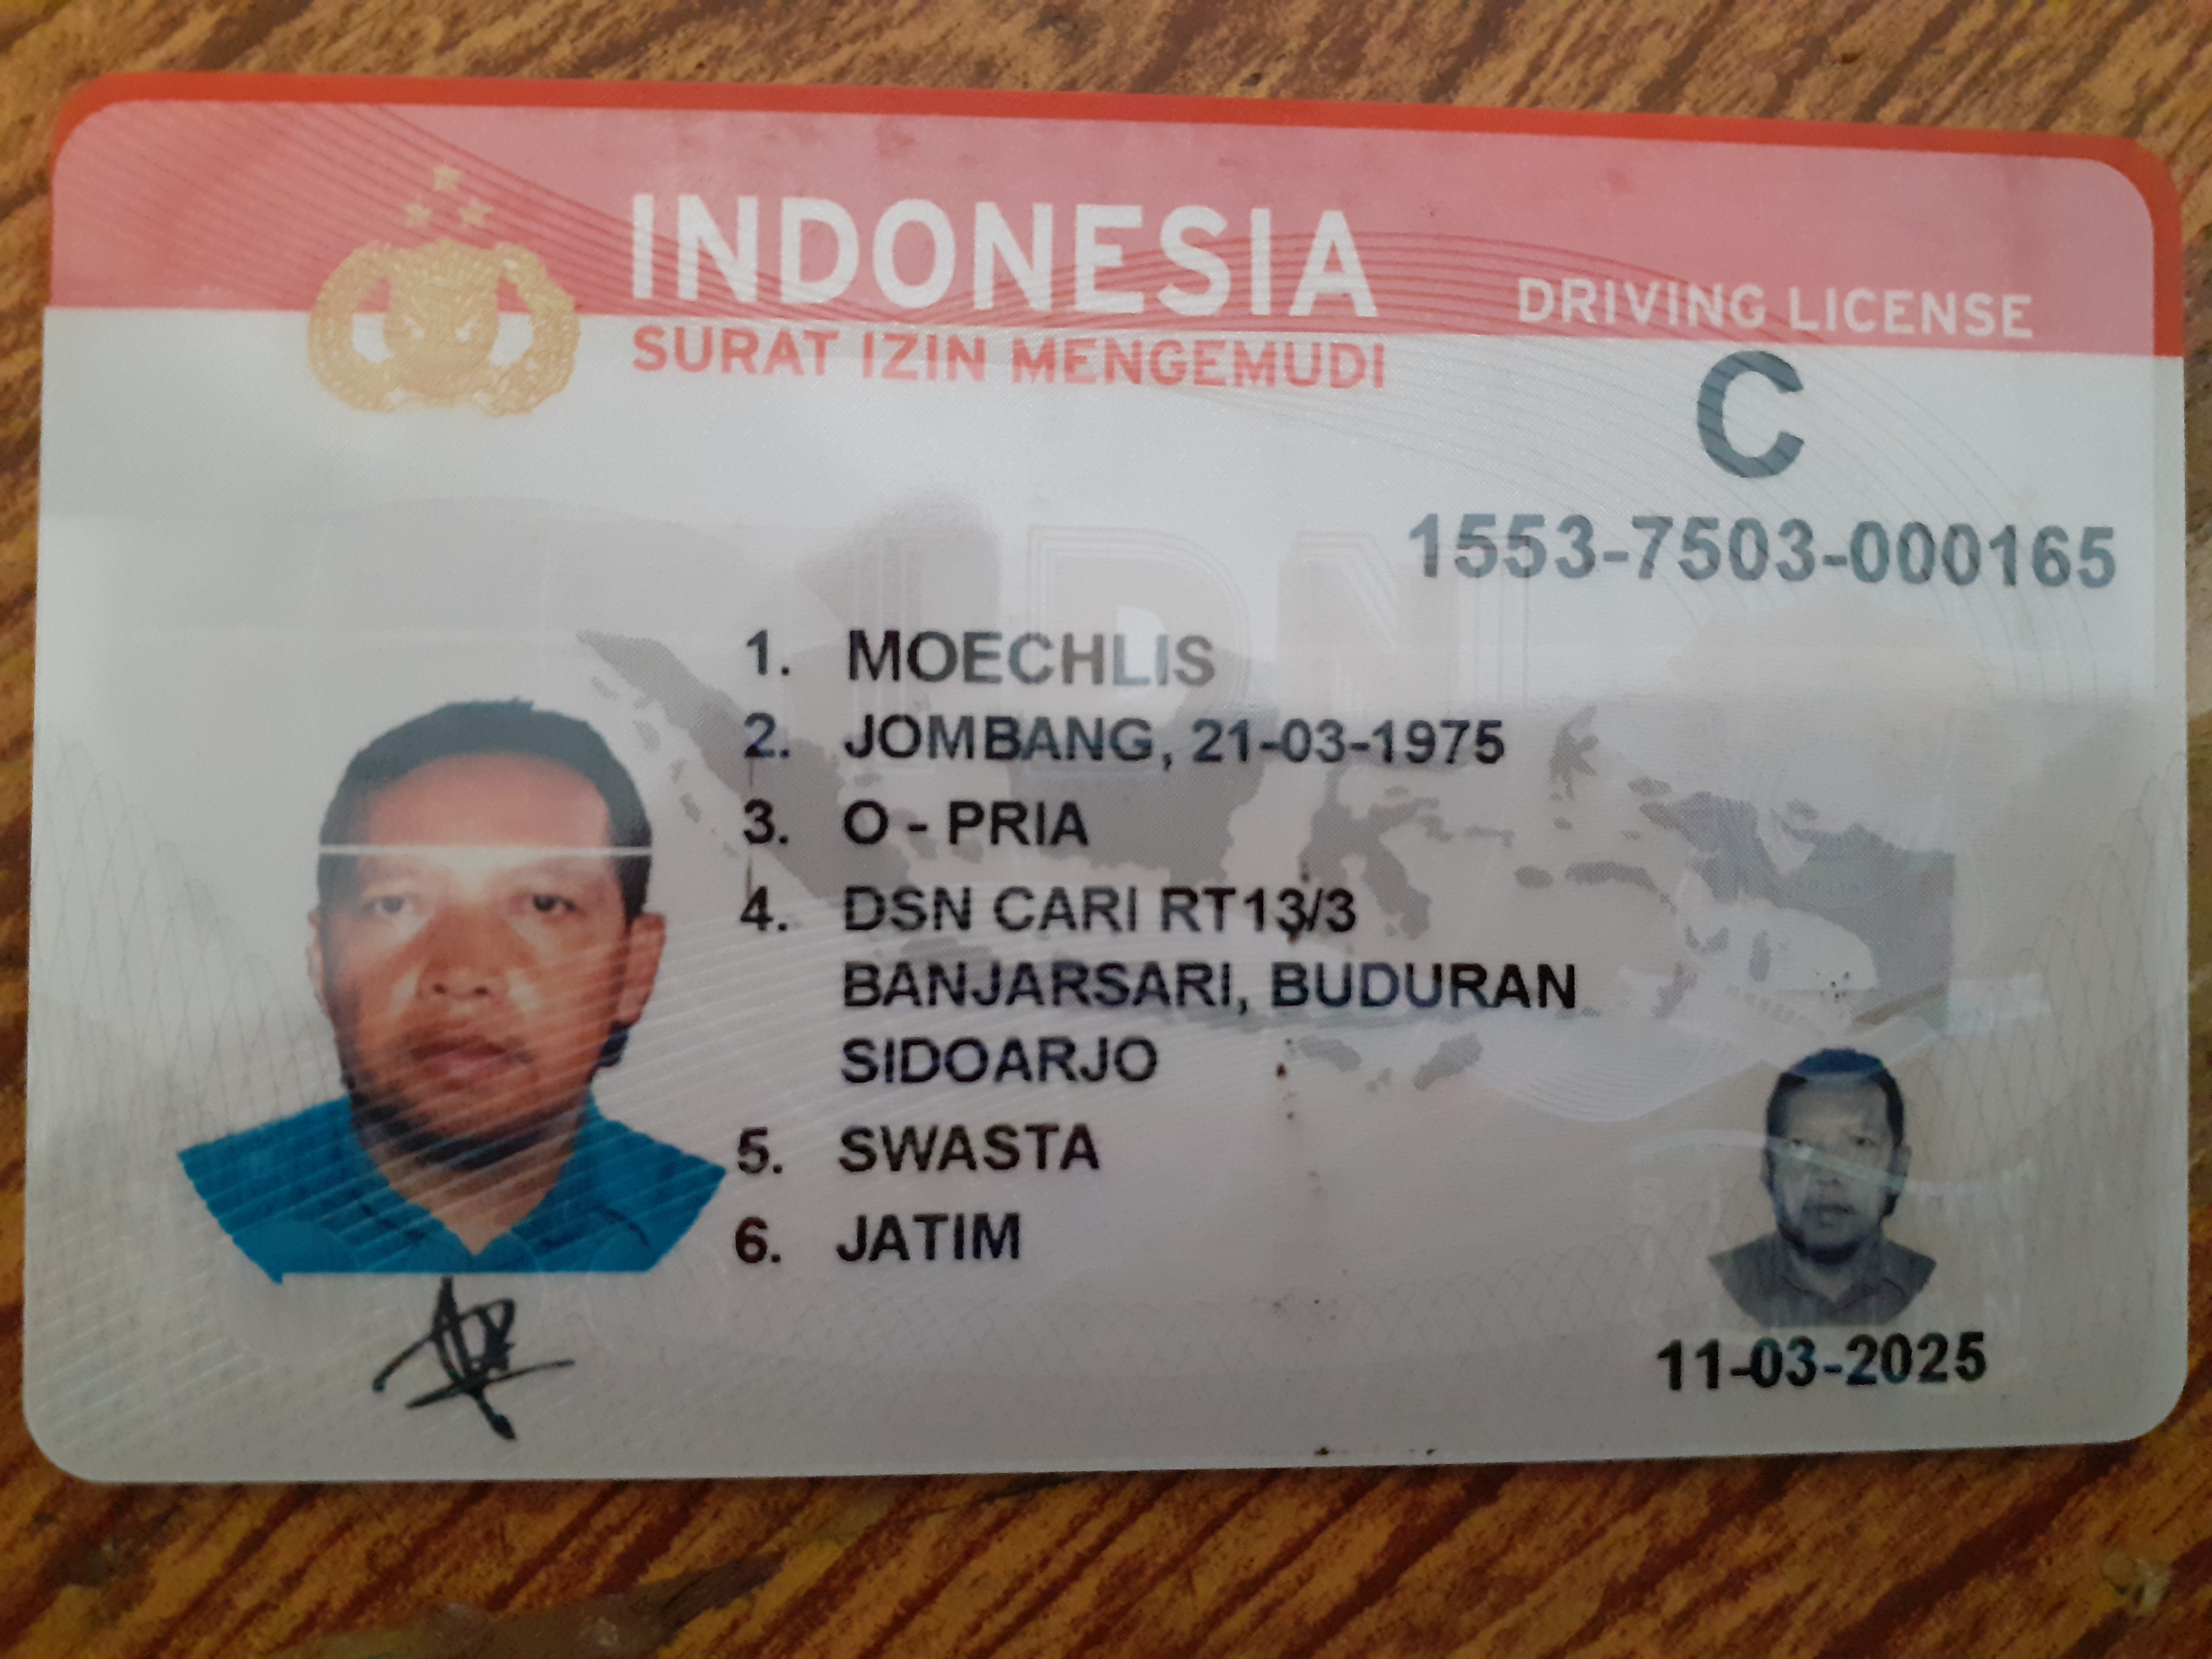 INDONESIA
SURAT IZIN MENGEMUDI
DRIVING LICENSE
C
1553-7503-000165
1. MOECHLIS
2. JOMBANG, 21-03-1975
3. O - PRIA
4. DSN CARI RT13/3
BANJARSARI, BUDURAN
SIDOARJO
5. SWASTA
6. JATIM
11-03-2025